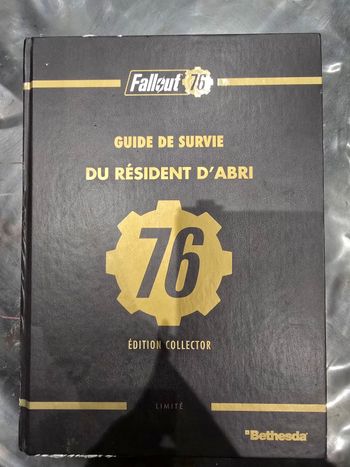 Fallout 76
GUIDE DE SURVIE
DU RÉSIDENT D'ABRI
76
ÉDITION COLLECTOR
LIMITÉ
Bethesda